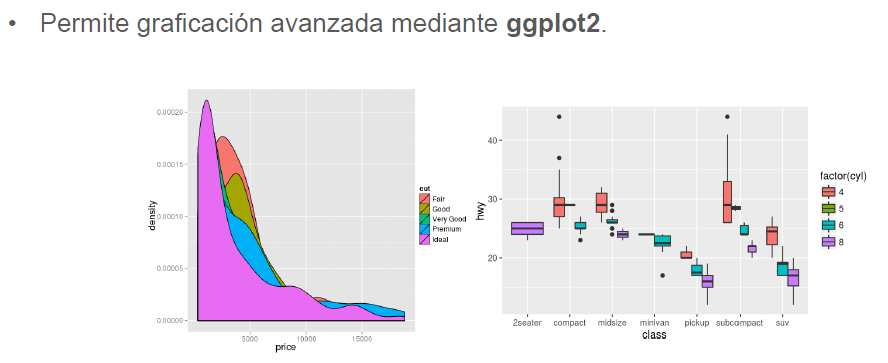 • Permite graficación avanzada mediante ggplot2.
0.00020
0.00015
0.00010
0.00005
0.00000
density
5000 10000 15000
price
cut
Fair
Good
Very Good
Premium
Ideal
40
30
20
hwy
2seater compact midsize minivan pickup subcompact suv
class
factor(cyl)
4
5
6
8